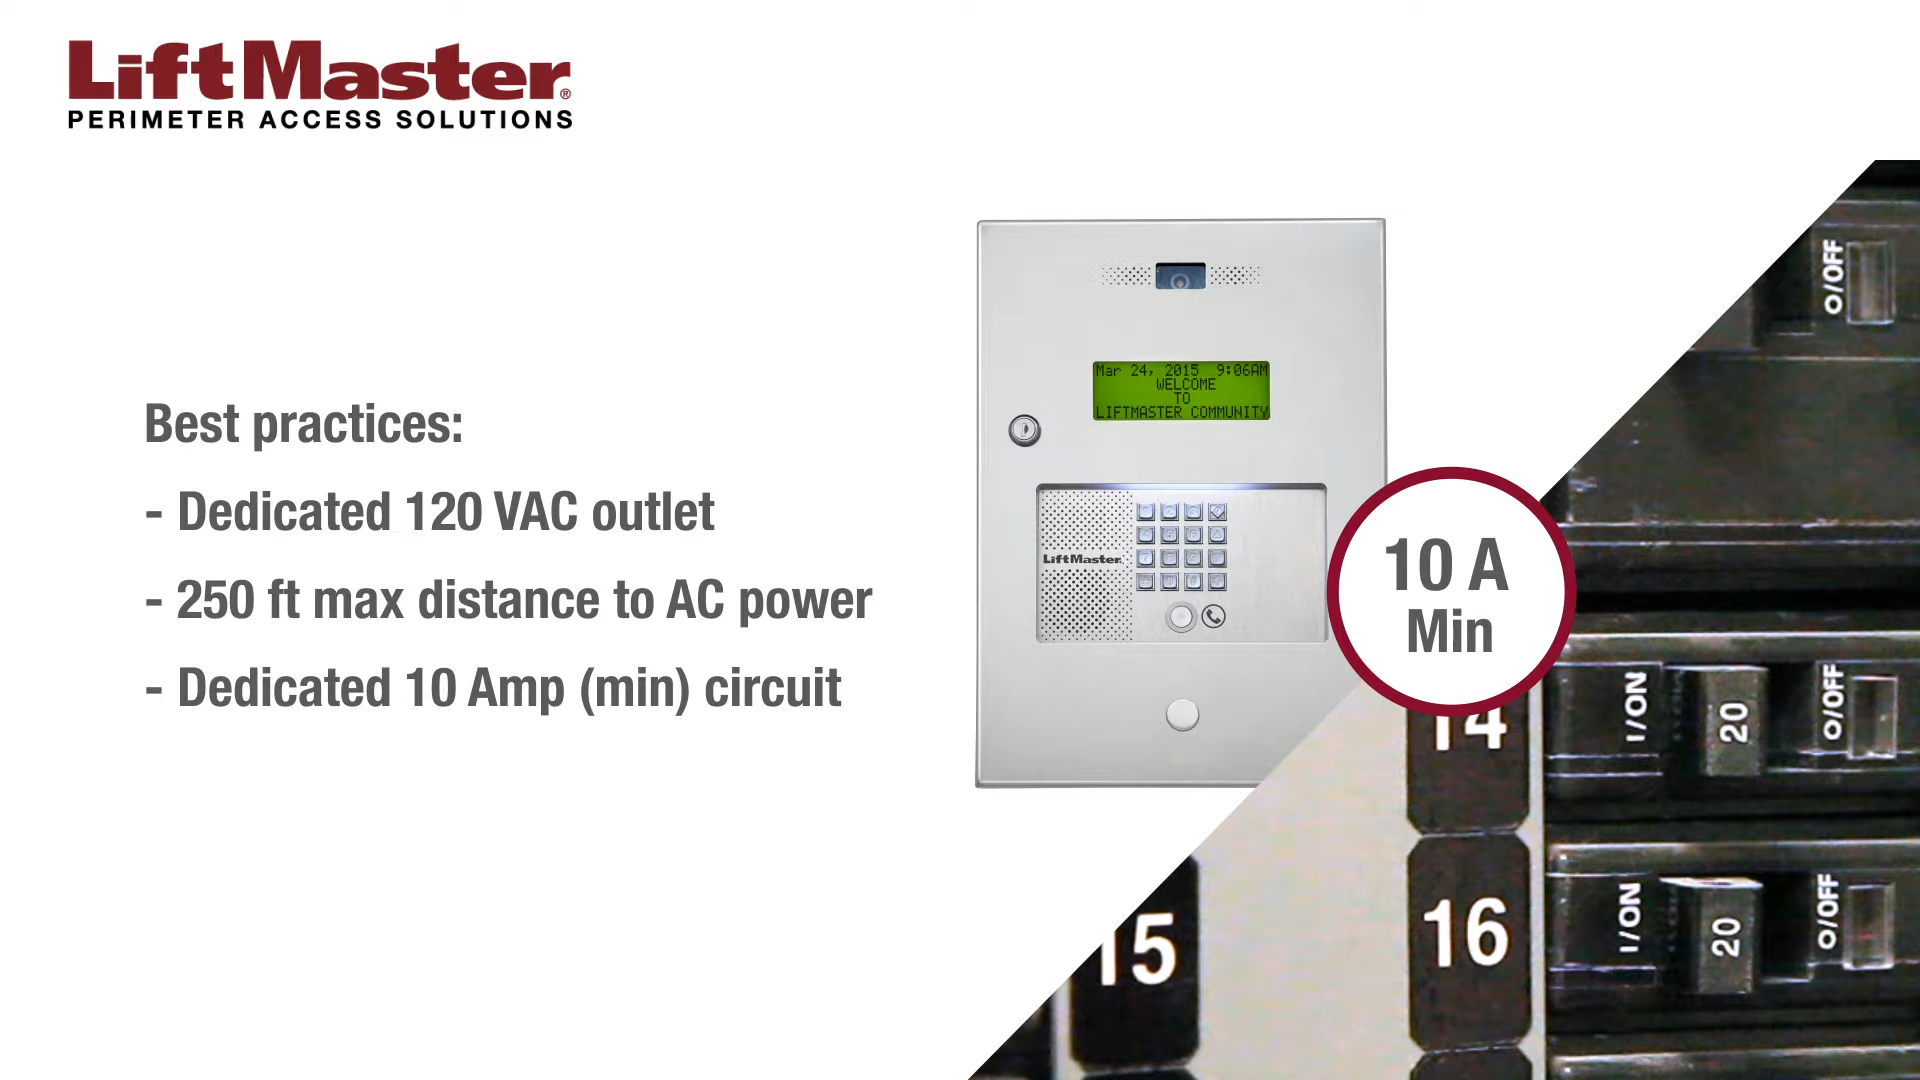 LiftMaster®
PERIMETER ACCESS SOLUTIONS
Best practices:
- Dedicated 120 VAC outlet
- 250 ft max distance to AC power
- Dedicated 10 Amp (min) circuit
Mar 24, 2015 9:06AM
WELCOME
TO
LIFTMASTER COMMUNITY
LiftMaster
10 A
Min
O/OFF
14
I/ON
20
O/OFF
15
16
I/ON
20
O/OFF